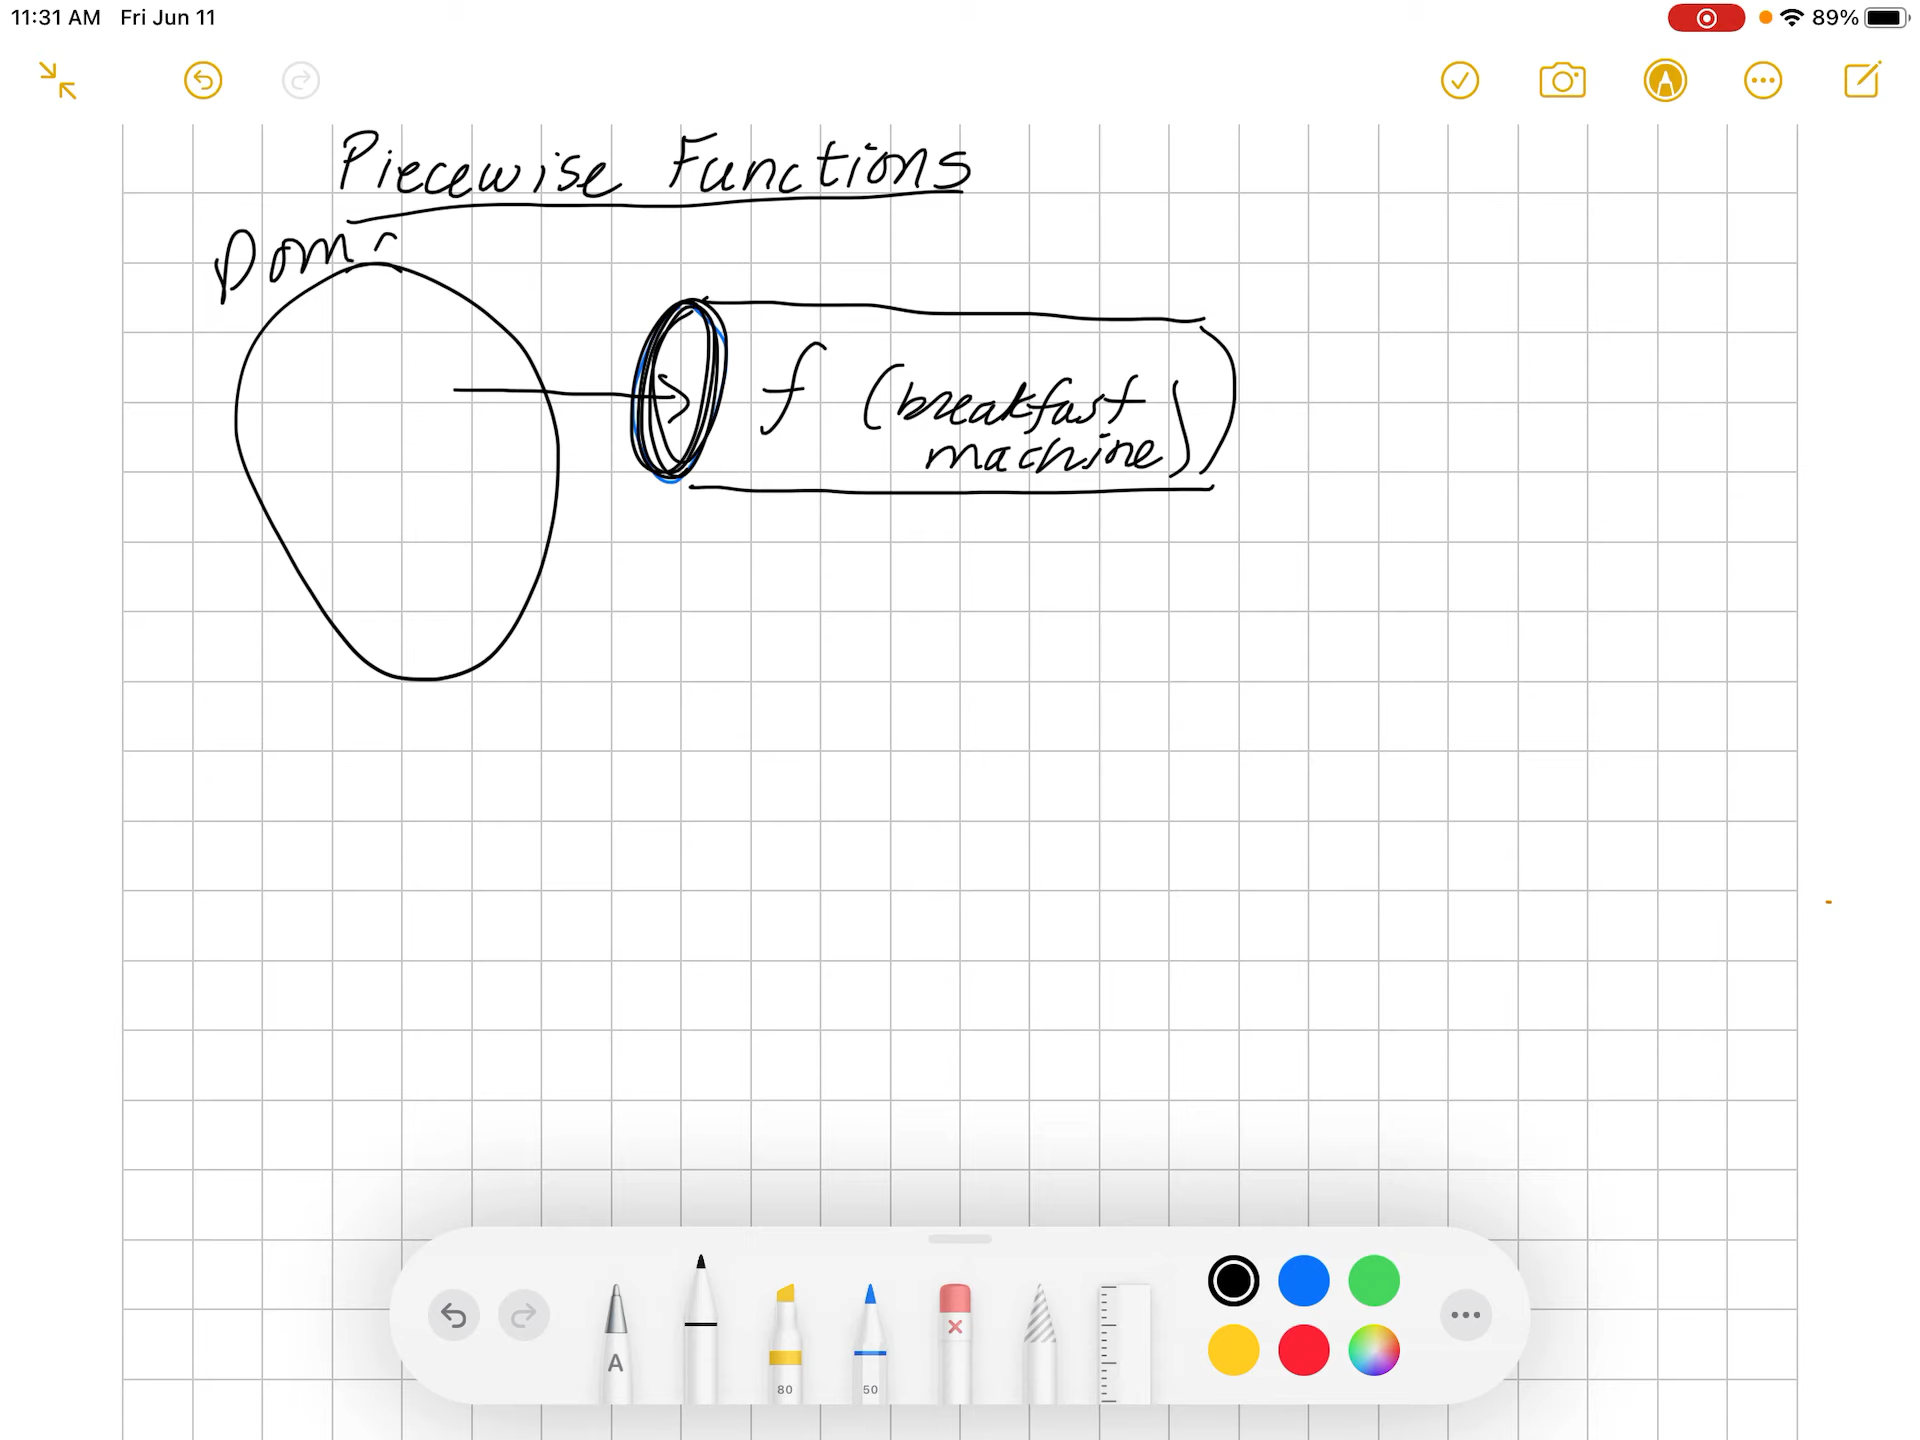 11:31 AM Fri Jun 11
89%
Piecewise Functions
f (breakfast
machine)
A
80
50